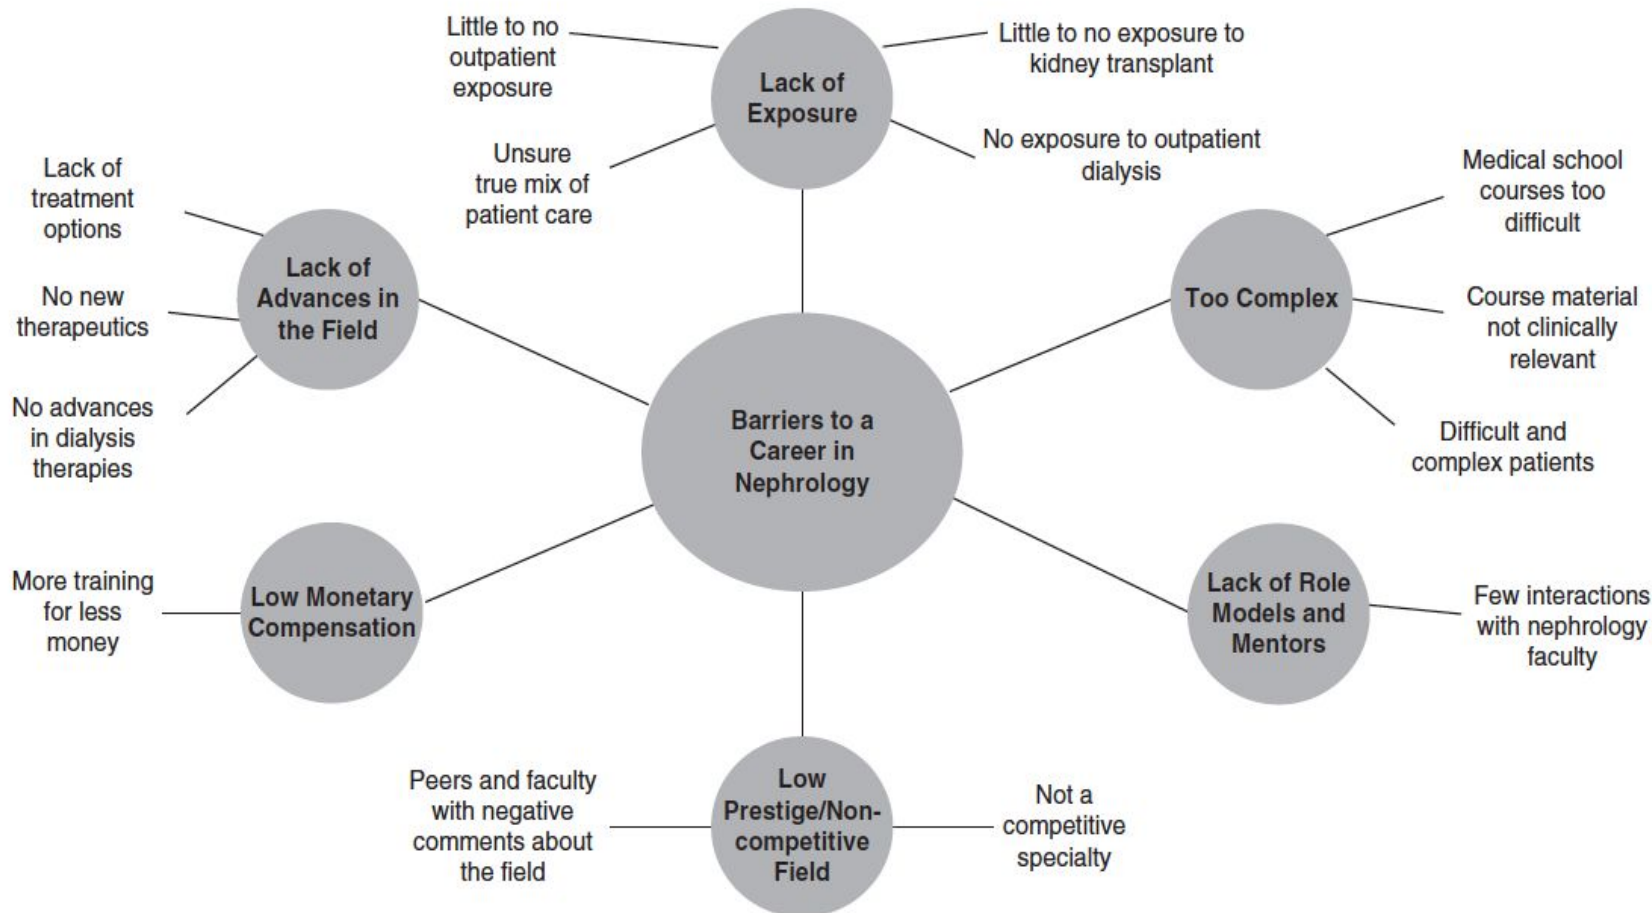 Little to no
outpatient
exposure
Lack of
Exposure
Little to no exposure to
kidney transplant
Unsure
true mix of
patient care
No exposure to outpatient
dialysis
Lack of
treatment
options
No new
therapeutics
No advances
in dialysis
therapies
Lack of
Advances in
the Field
Too Complex
Medical school
courses too
difficult
Course material
not clinically
relevant
Difficult and
complex patients
Barriers to a
Career in
Nephrology
More training
for less
money
Low Monetary
Compensation
Lack of Role
Models and
Mentors
Few interactions
with nephrology
faculty
Peers and faculty
with negative
comments about
the field
Low
Prestige/Non-
competitive
Field
Not a
competitive
specialty